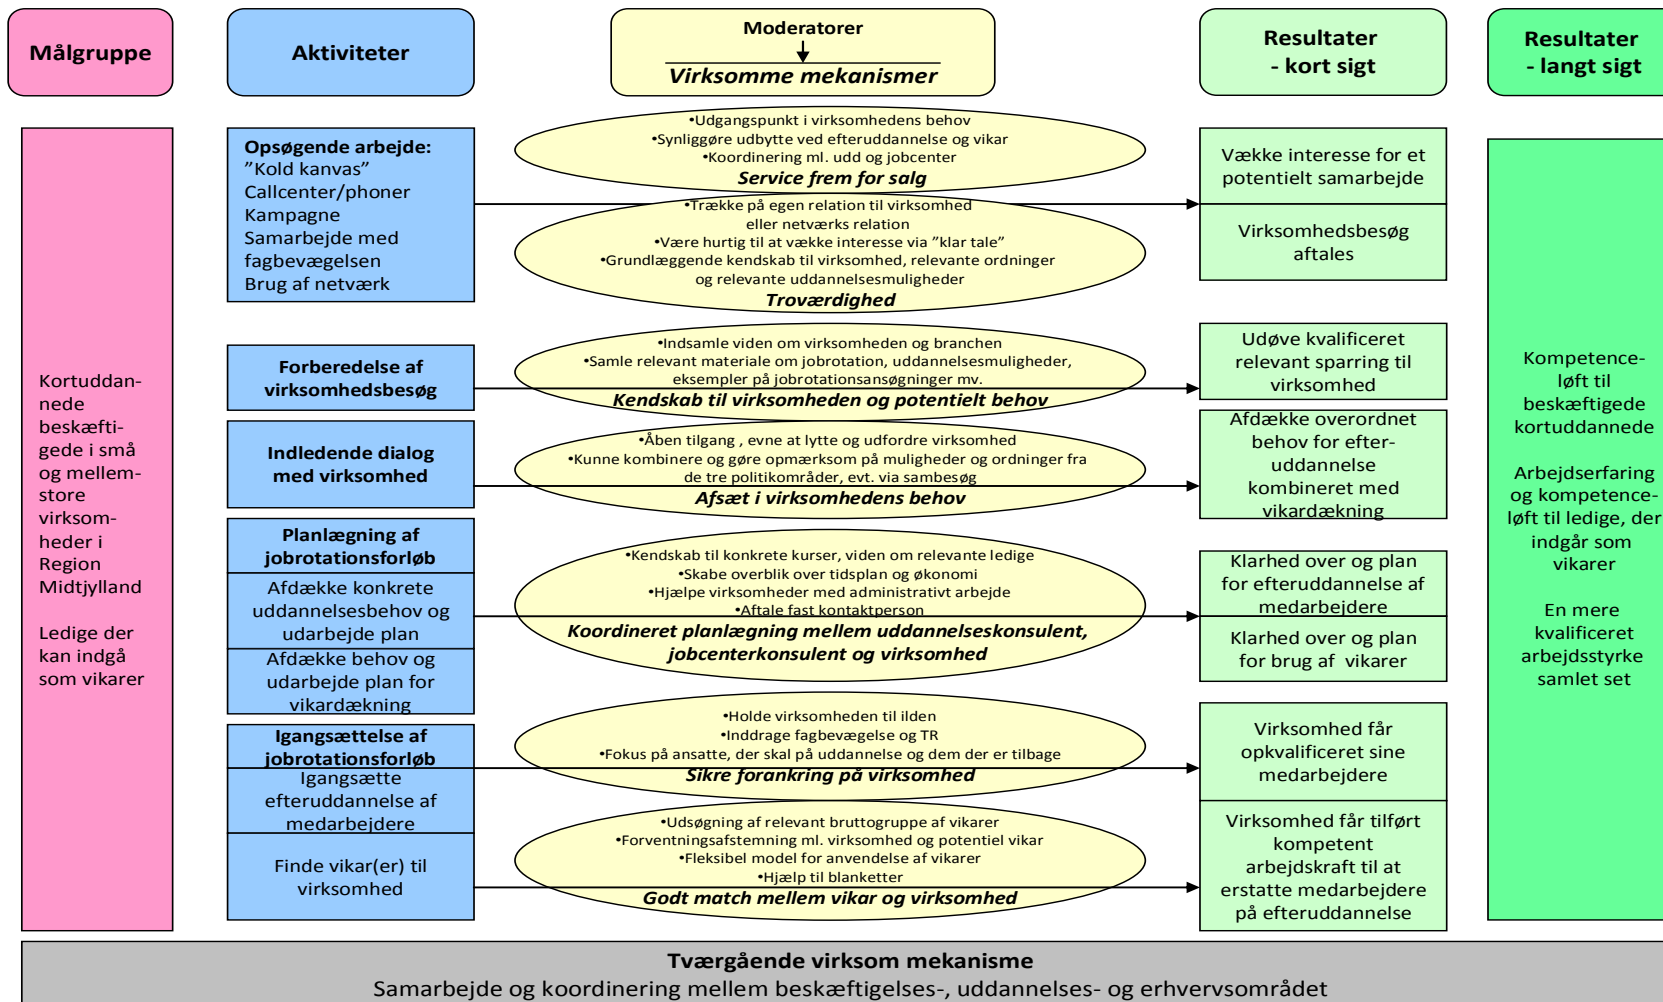 Målgruppe
Aktiviteter
Moderatorer
Virksomme mekanismer
Resultater
- kort sigt
Resultater
- langt sigt
Kortuddan-
nede
beskæfti-
gede i små
og mellem-
store
virksom-
heder i
Region
Midtjylland
Ledige der
kan indgå
som vikarer
Opsøgende arbejde:
”Kold kanvas”
Callcenter/phoner
Kampagne
Samarbejde med
fagbevægelsen
Brug af netværk
•Udgangspunkt i virksomhedens behov
•Synliggøre udbytte ved efteruddannelse og vikar
•Koordinering ml. udd og jobcenter
Service frem for salg
•Trække på egen relation til virksomhed
eller netværks relation
•Være hurtig til at vække interesse via ”klar tale”
•Grundlæggende kendskab til virksomhed, relevante ordninger
og relevante uddannelsesmuligheder
Troværdighed
Vække interesse for et
potentielt samarbejde
Virksomhedsbesøg
aftales
Forberedelse af
virksomhedsbesøg
•Indsamle viden om virksomheden og branchen
•Samle relevant materiale om jobrotation, uddannelsesmuligheder,
eksempler på jobrotationsansøgninger mv.
Kendskab til virksomheden og potentielt behov
Udøve kvalificeret
relevant sparring til
virksomhed
Indledende dialog
med virksomhed
•Åben tilgang , evne at lytte og udfordre virksomhed
•Kunne kombinere og gøre opmærksom på muligheder og ordninger fra
de tre politikområder, evt. via sambesøg
Afsæt i virksomhedens behov
Afdække overordnet
behov for efter-
uddannelse
kombineret med
vikardækning
Planlægning af
jobrotationsforløb
Afdække konkrete
uddannelsesbehov og
udarbejde plan
Afdække behov og
udarbejde plan for
vikardækning
•Kendskab til konkrete kurser, viden om relevante ledige
•Skabe overblik over tidsplan og økonomi
•Hjælpe virksomheder med administrativt arbejde
•Aftale fast kontaktperson
Koordineret planlægning mellem uddannelseskonsulent,
jobcenterkonsulent og virksomhed
Klarhed over og plan
for efteruddannelse af
medarbejdere
Klarhed over og plan
for brug af vikarer
Igangsættelse af
jobrotationsforløb
Igangsætte
efteruddannelse af
medarbejdere
Finde vikar(er) til
virksomhed
•Holde virksomheden til ilden
•Inddrage fagbevægelse og TR
•Fokus på ansatte, der skal på uddannelse og dem der er tilbage
Sikre forankring på virksomhed
•Udsøgning af relevant bruttogruppe af vikarer
•Forventningsafstemning ml. virksomhed og potentiel vikar
•Fleksibel model for anvendelse af vikarer
•Hjælp til blanketter
Godt match mellem vikar og virksomhed
Virksomhed får
opkvalificeret sine
medarbejdere
Virksomhed får tilført
kompetent
arbejdskraft til at
erstatte medarbejdere
på efteruddannelse
Kompetence-
løft til
beskæftigede
kortuddannede
Arbejdserfaring
og kompetence-
løft til ledige, der
indgår som
vikarer
En mere
kvalificeret
arbejdsstyrke
samlet set
Tværgående virksom mekanisme
Samarbejde og koordinering mellem beskæftigelses-, uddannelses- og erhvervsområdet